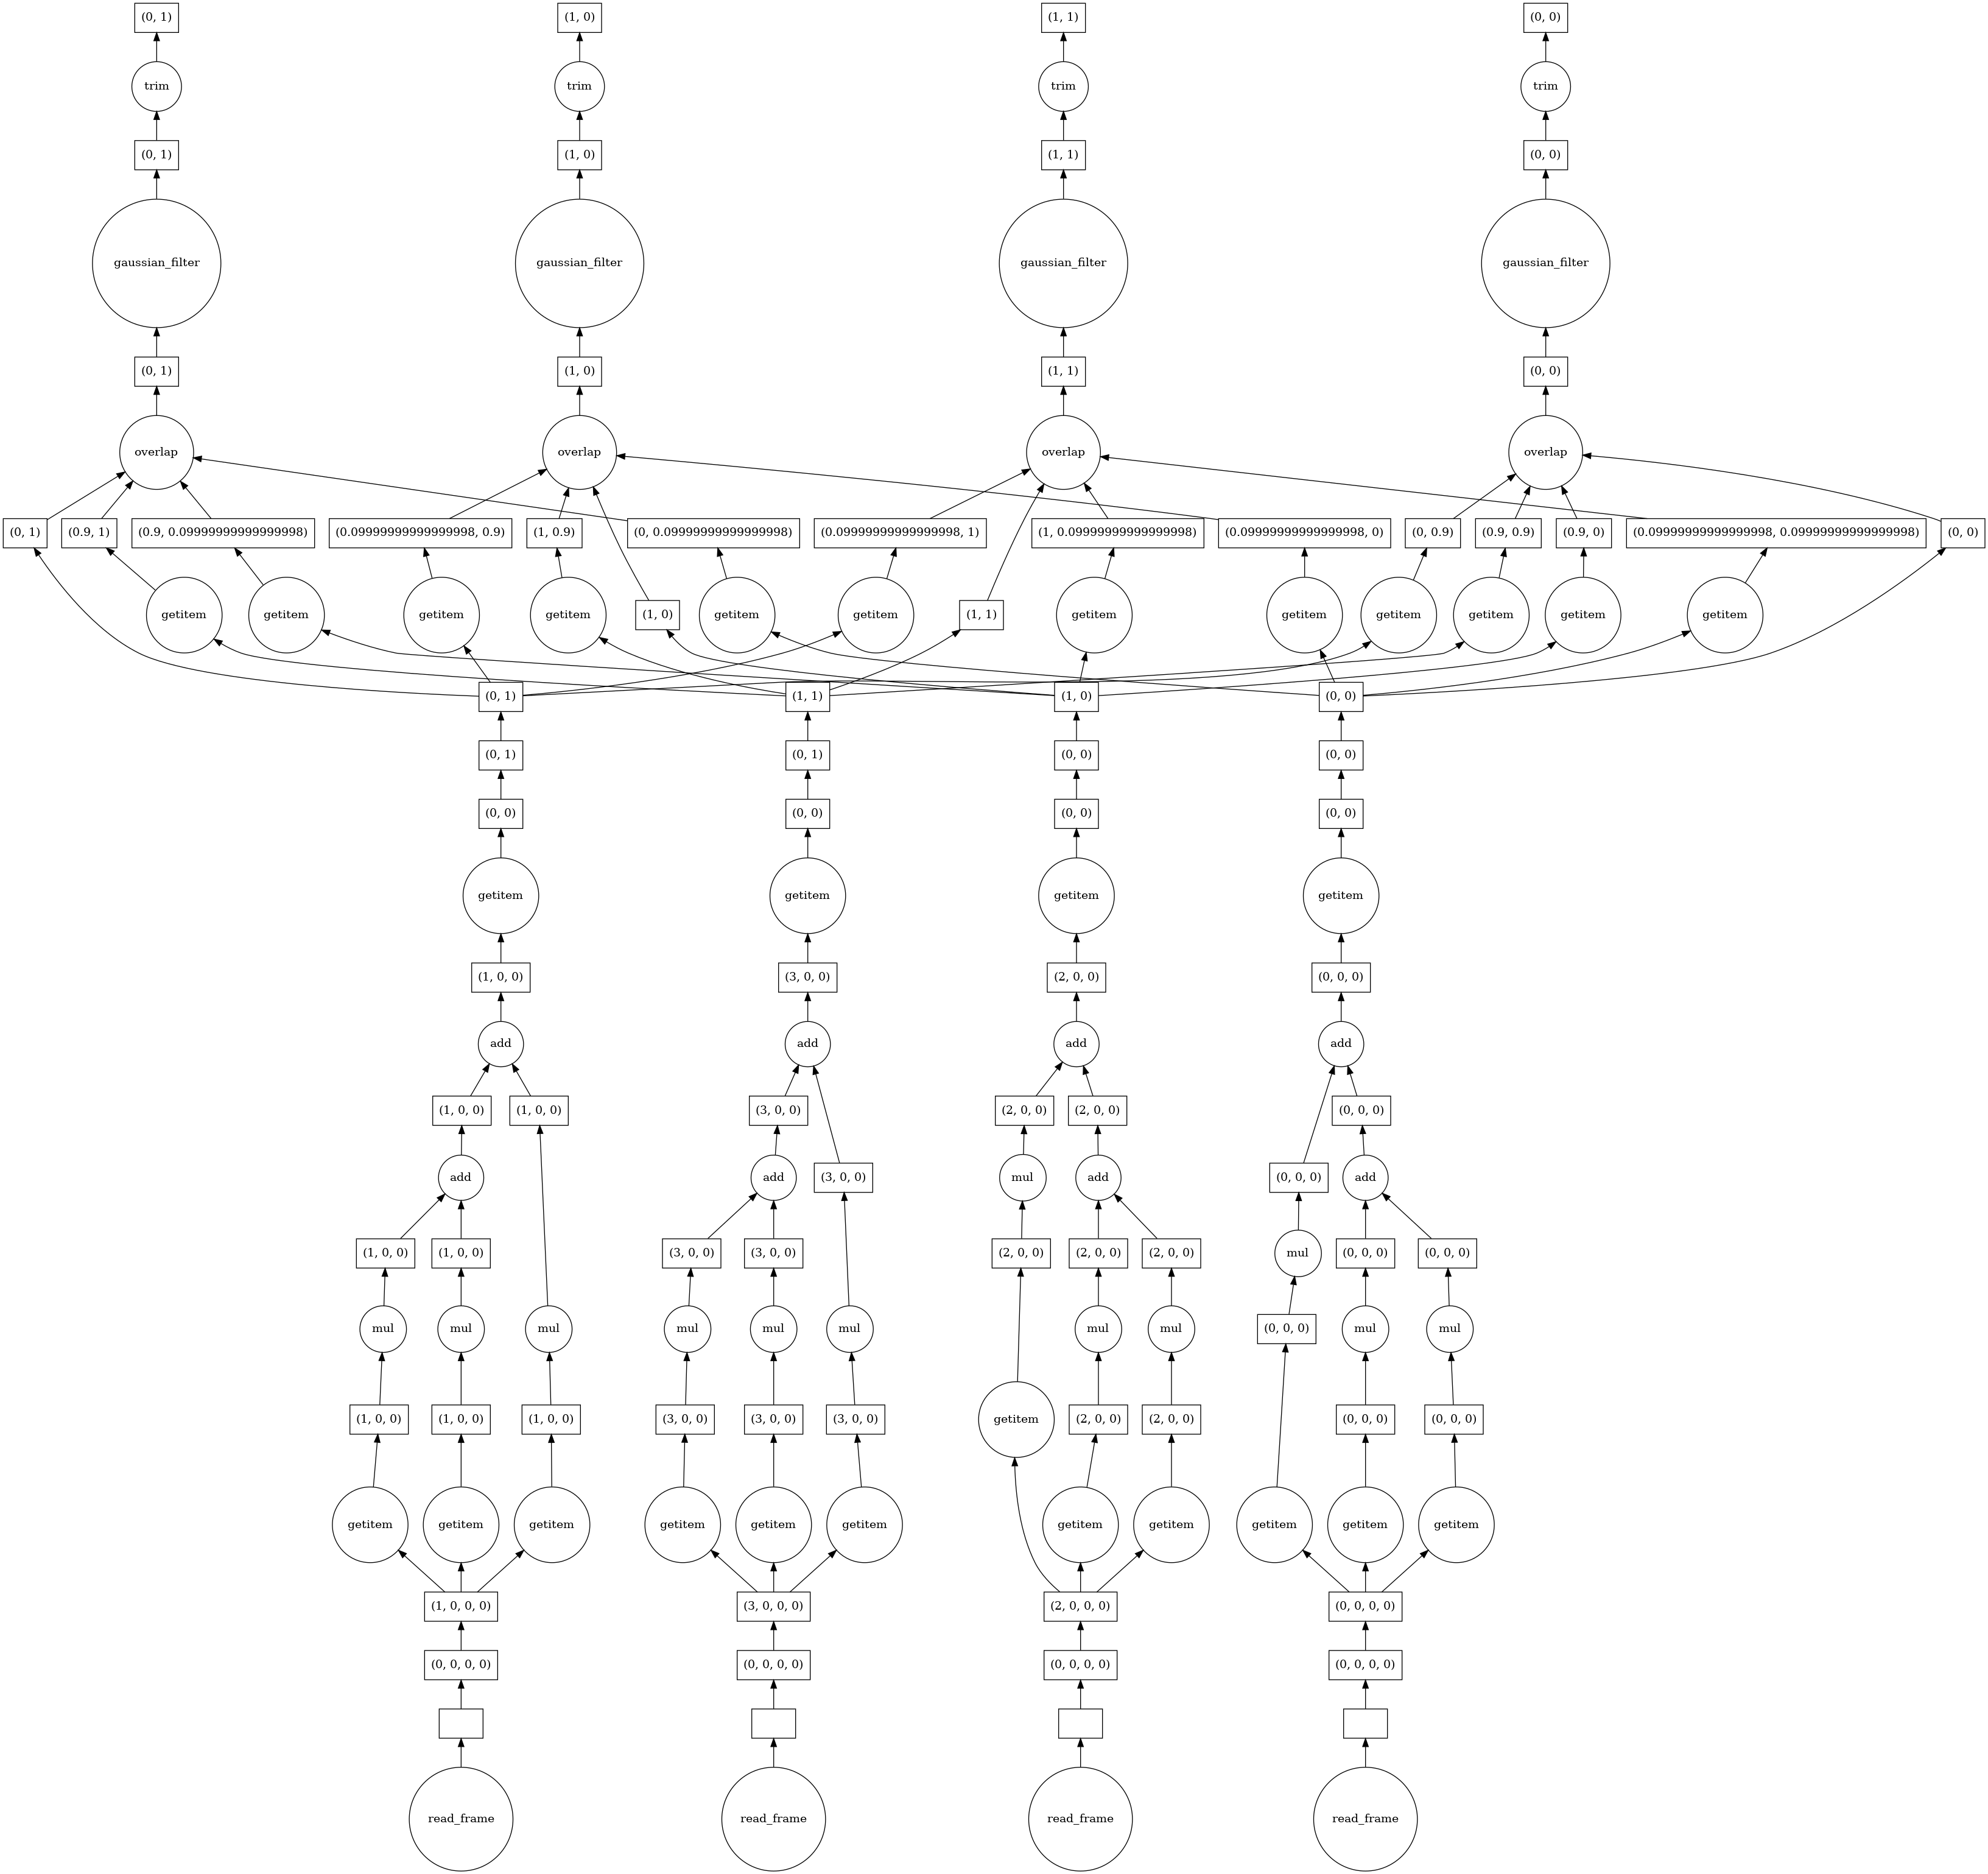 (0, 1)
(1, 0)
(1, 1)
(0, 0)
trim
trim
trim
trim
(0, 1)
(1, 0)
(1, 1)
(0, 0)
gaussian_filter
gaussian_filter
gaussian_filter
gaussian_filter
(0, 1)
(1, 0)
(1, 1)
(0, 0)
overlap
overlap
overlap
overlap
(0, 1)
(0.9, 1)
(0.9, 0.09999999999999998)
(0.09999999999999998, 0.9)
(1, 0.9)
(0, 0.09999999999999998)
(0.09999999999999998, 1)
(1, 0.09999999999999998)
(0.09999999999999998, 0)
(0, 0.9)
(0.9, 0.9)
(0.9, 0)
(0.09999999999999998, 0.09999999999999998)
(0, 0)
getitem
getitem
getitem
getitem
(1, 0)
getitem
getitem
(1, 1)
getitem
getitem
getitem
getitem
getitem
getitem
(0, 1)
(1, 1)
(1, 0)
(0, 0)
(0, 1)
(0, 1)
(0, 0)
(0, 0)
(0, 0)
(0, 0)
(0, 0)
(0, 0)
getitem
getitem
getitem
getitem
(1, 0, 0)
(3, 0, 0)
(2, 0, 0)
(0, 0, 0)
add
add
add
add
(1, 0, 0)
(1, 0, 0)
(3, 0, 0)
(2, 0, 0)
(2, 0, 0)
(0, 0, 0)
add
add
(3, 0, 0)
mul
add
(0, 0, 0)
add
(1, 0, 0)
(1, 0, 0)
(3, 0, 0)
(3, 0, 0)
(2, 0, 0)
(2, 0, 0)
(2, 0, 0)
mul
(0, 0, 0)
(0, 0, 0)
mul
mul
mul
mul
mul
mul
mul
mul
(0, 0, 0)
mul
mul
(1, 0, 0)
(1, 0, 0)
(1, 0, 0)
(3, 0, 0)
(3, 0, 0)
(3, 0, 0)
getitem
(2, 0, 0)
(2, 0, 0)
(0, 0, 0)
(0, 0, 0)
getitem
getitem
getitem
getitem
getitem
getitem
getitem
getitem
getitem
getitem
getitem
(1, 0, 0, 0)
(3, 0, 0, 0)
(2, 0, 0, 0)
(0, 0, 0, 0)
(0, 0, 0, 0)
(0, 0, 0, 0)
(0, 0, 0, 0)
(0, 0, 0, 0)
read_frame
read_frame
read_frame
read_frame